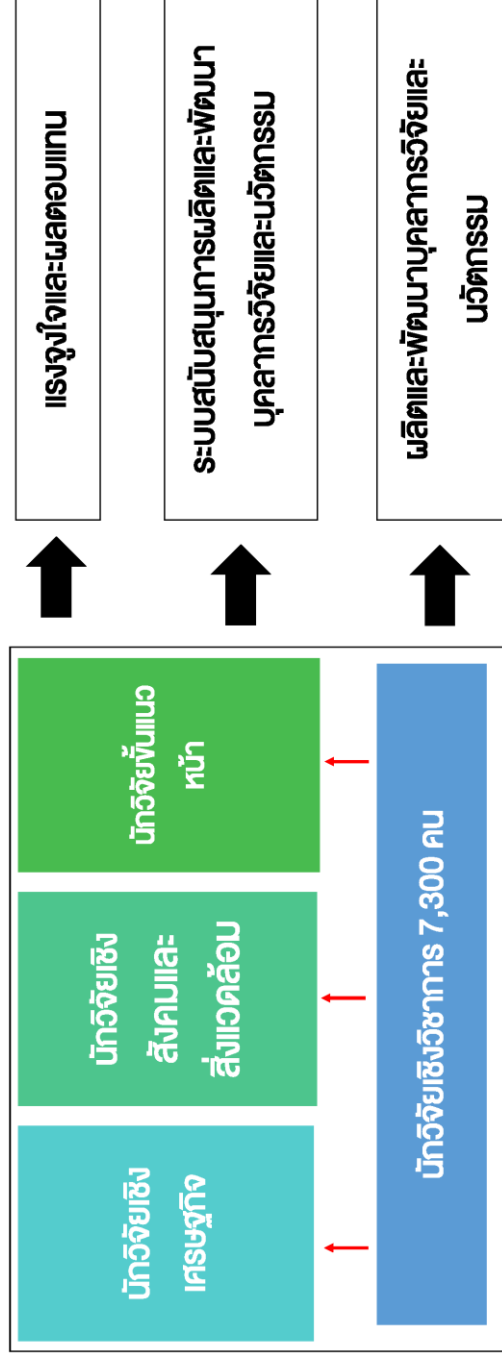 นักวิจัยเชิง
เศรษฐกิจ
นักวิจัยเชิง
สังคมและ
สิ่งแวดล้อม
นักวิจัยขั้นแนว
หน้า
นักวิจัยเชิงวิชาการ 7,300 คน
แรงจูงใจและผลตอบแทน
ระบบสนับสนุนการผลิตและพัฒนา
บุคลากรวิจัยและนวัตกรรม
ผลิตและพัฒนาบุคลากรวิจัยและ
นวัตกรรม